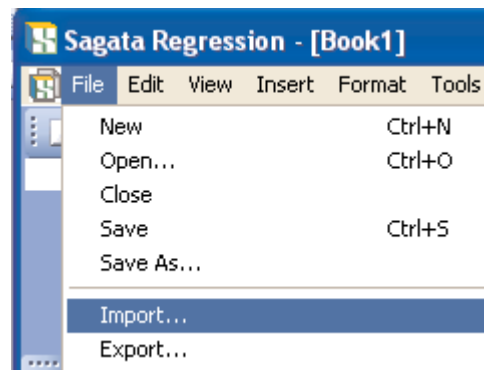 Sagata Regression - [Book1]
File Edit View Insert Format Tools
New Ctrl+N
Open... Ctrl+O
Close
Save Ctrl+S
Save As...
Import...
Export...